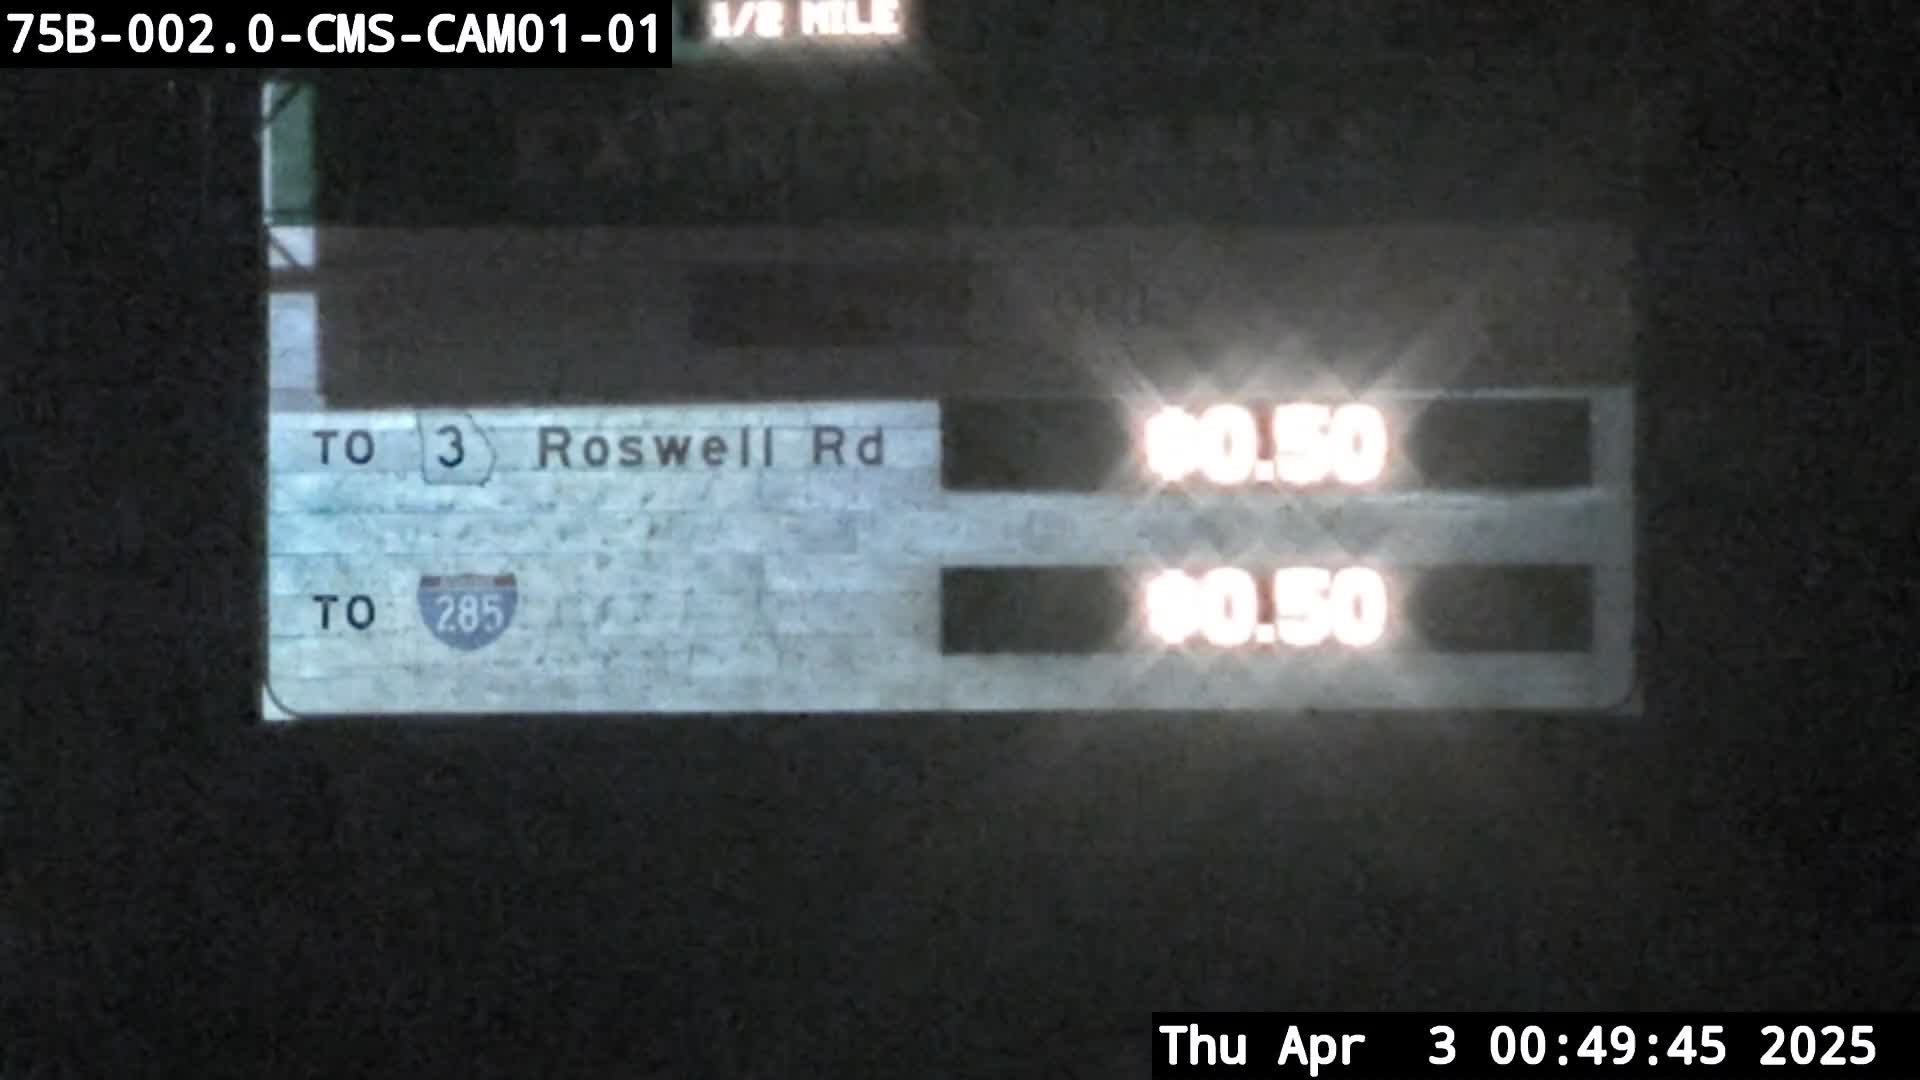 75B-002.0-CMS-CAM01-01
1/2 MILE
TO 3 Roswell Rd $0.50
TO 285 $0.50
Thu Apr 3 00:49:45 2025